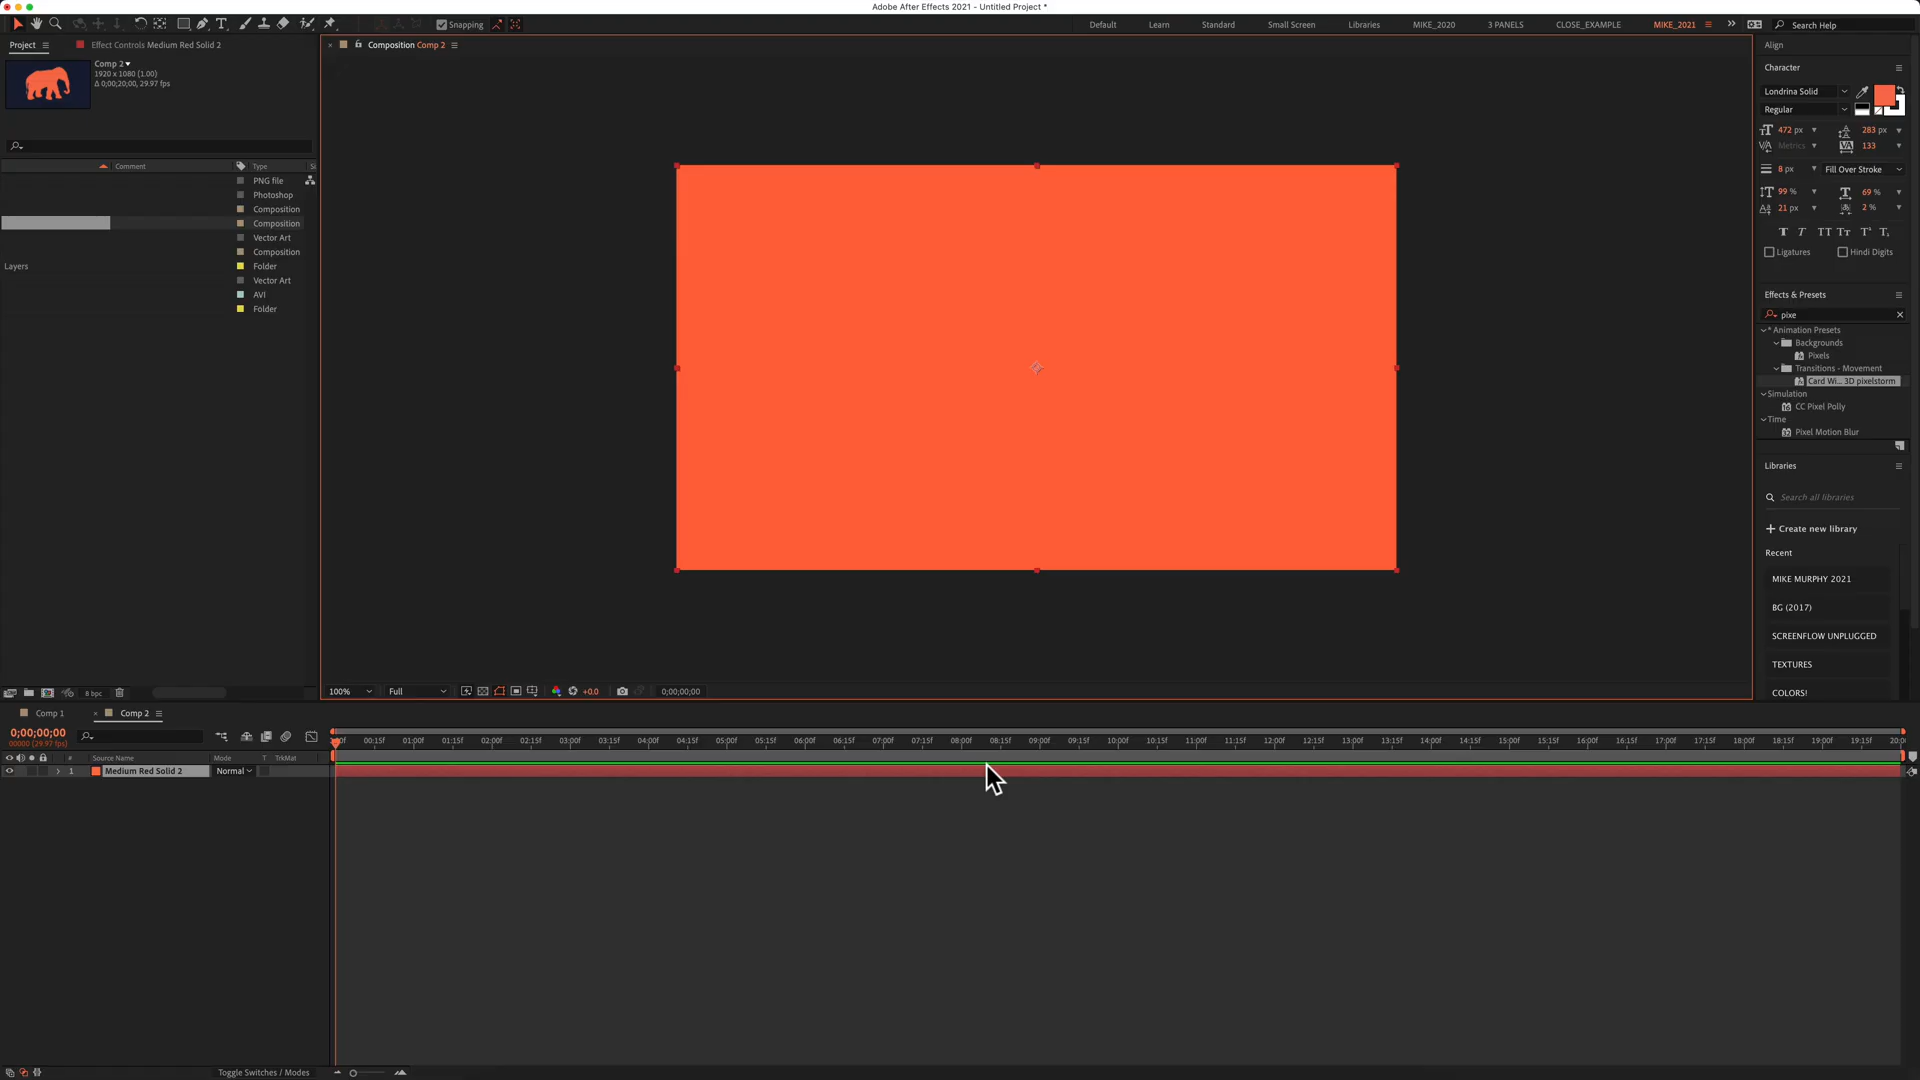 Adobe After Effects 2021 - Untitled Project *
Snapping
Default
Learn
Standard
Small Screen
Libraries
MIKE_2020
3 PANELS
CLOSE_EXAMPLE
MIKE_2021
Search Help
Project
Effect Controls Medium Red Solid 2
Composition Comp 2
Comp 2
1920 x 1080 (1.00)
Δ 0;00;20;00, 29.97 fps
Comment
Type
Si
PNG file
Photoshop
Composition
Composition
Vector Art
Composition
Layers
Folder
Vector Art
AVI
Folder
8 bpc
100%
Full
+0.0
0;00;00;00
Align
Character
Londrina Solid
Regular
472 px
283 px
Metrics
133
8 px
Fill Over Stroke
99 %
69 %
21 px
2 %
Ligatures
Hindi Digits
Effects & Presets
pixe
* Animation Presets
Backgrounds
Pixels
Transitions - Movement
Card Wi... 3D pixelstorm
Simulation
CC Pixel Polly
Time
Pixel Motion Blur
Libraries
Search all libraries
Create new library
Recent
MIKE MURPHY 2021
BG (2017)
SCREENFLOW UNPLUGGED
TEXTURES
COLORS!
Comp 1
Comp 2
0;00;00;00
00000 (29.97 fps)
00:15f 01:00f 01:15f 02:00f 02:15f 03:00f 03:15f 04:00f 04:15f 05:00f 05:15f 06:00f 06:15f 07:00f 07:15f 08:00f 08:15f 09:00f 09:15f 10:00f 10:15f 11:00f 11:15f 12:00f 12:15f 13:00f 13:15f 14:00f 14:15f 15:00f 15:15f 16:00f 16:15f 17:00f 17:15f 18:00f 18:15f 19:00f 19:15f
# Source Name Mode T TrkMat
1 Medium Red Solid 2 Normal
Toggle Switches / Modes